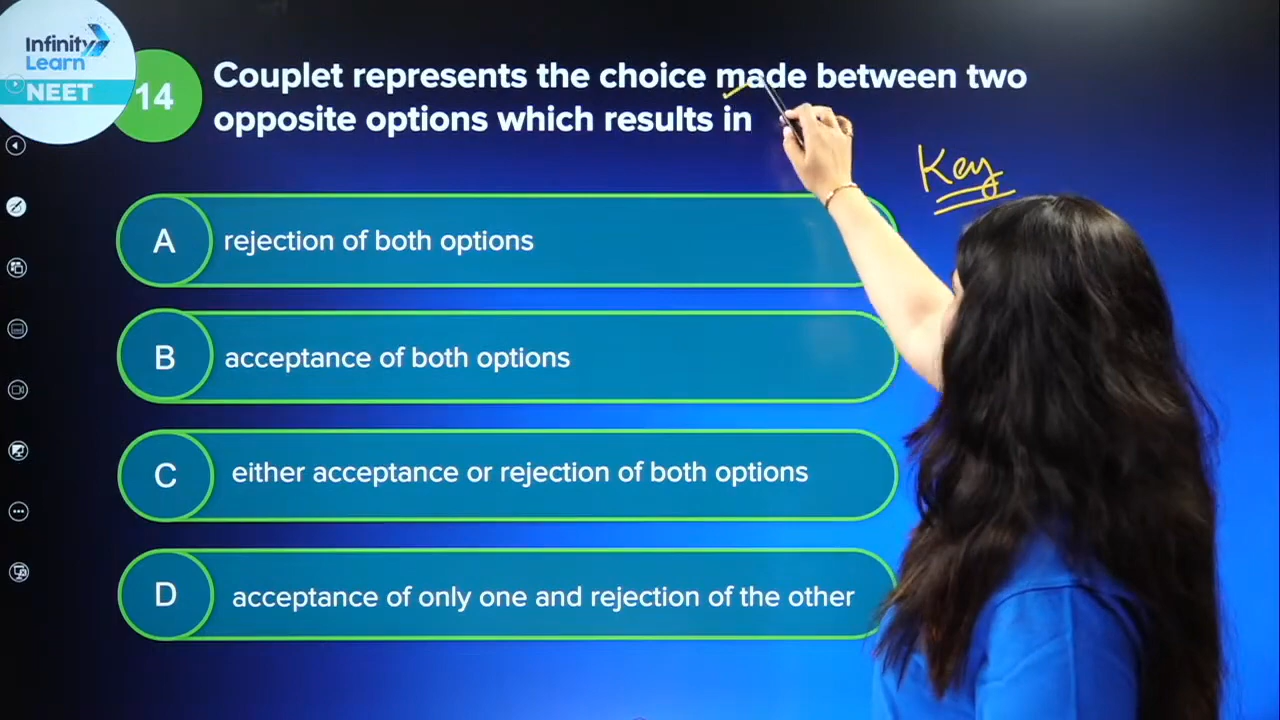 Infinity
Learn
NEET
14
Couplet represents the choice made between two
opposite options which results in
Key
A
rejection of both options
B
acceptance of both options
C
either acceptance or rejection of both options
D
acceptance of only one and rejection of the other